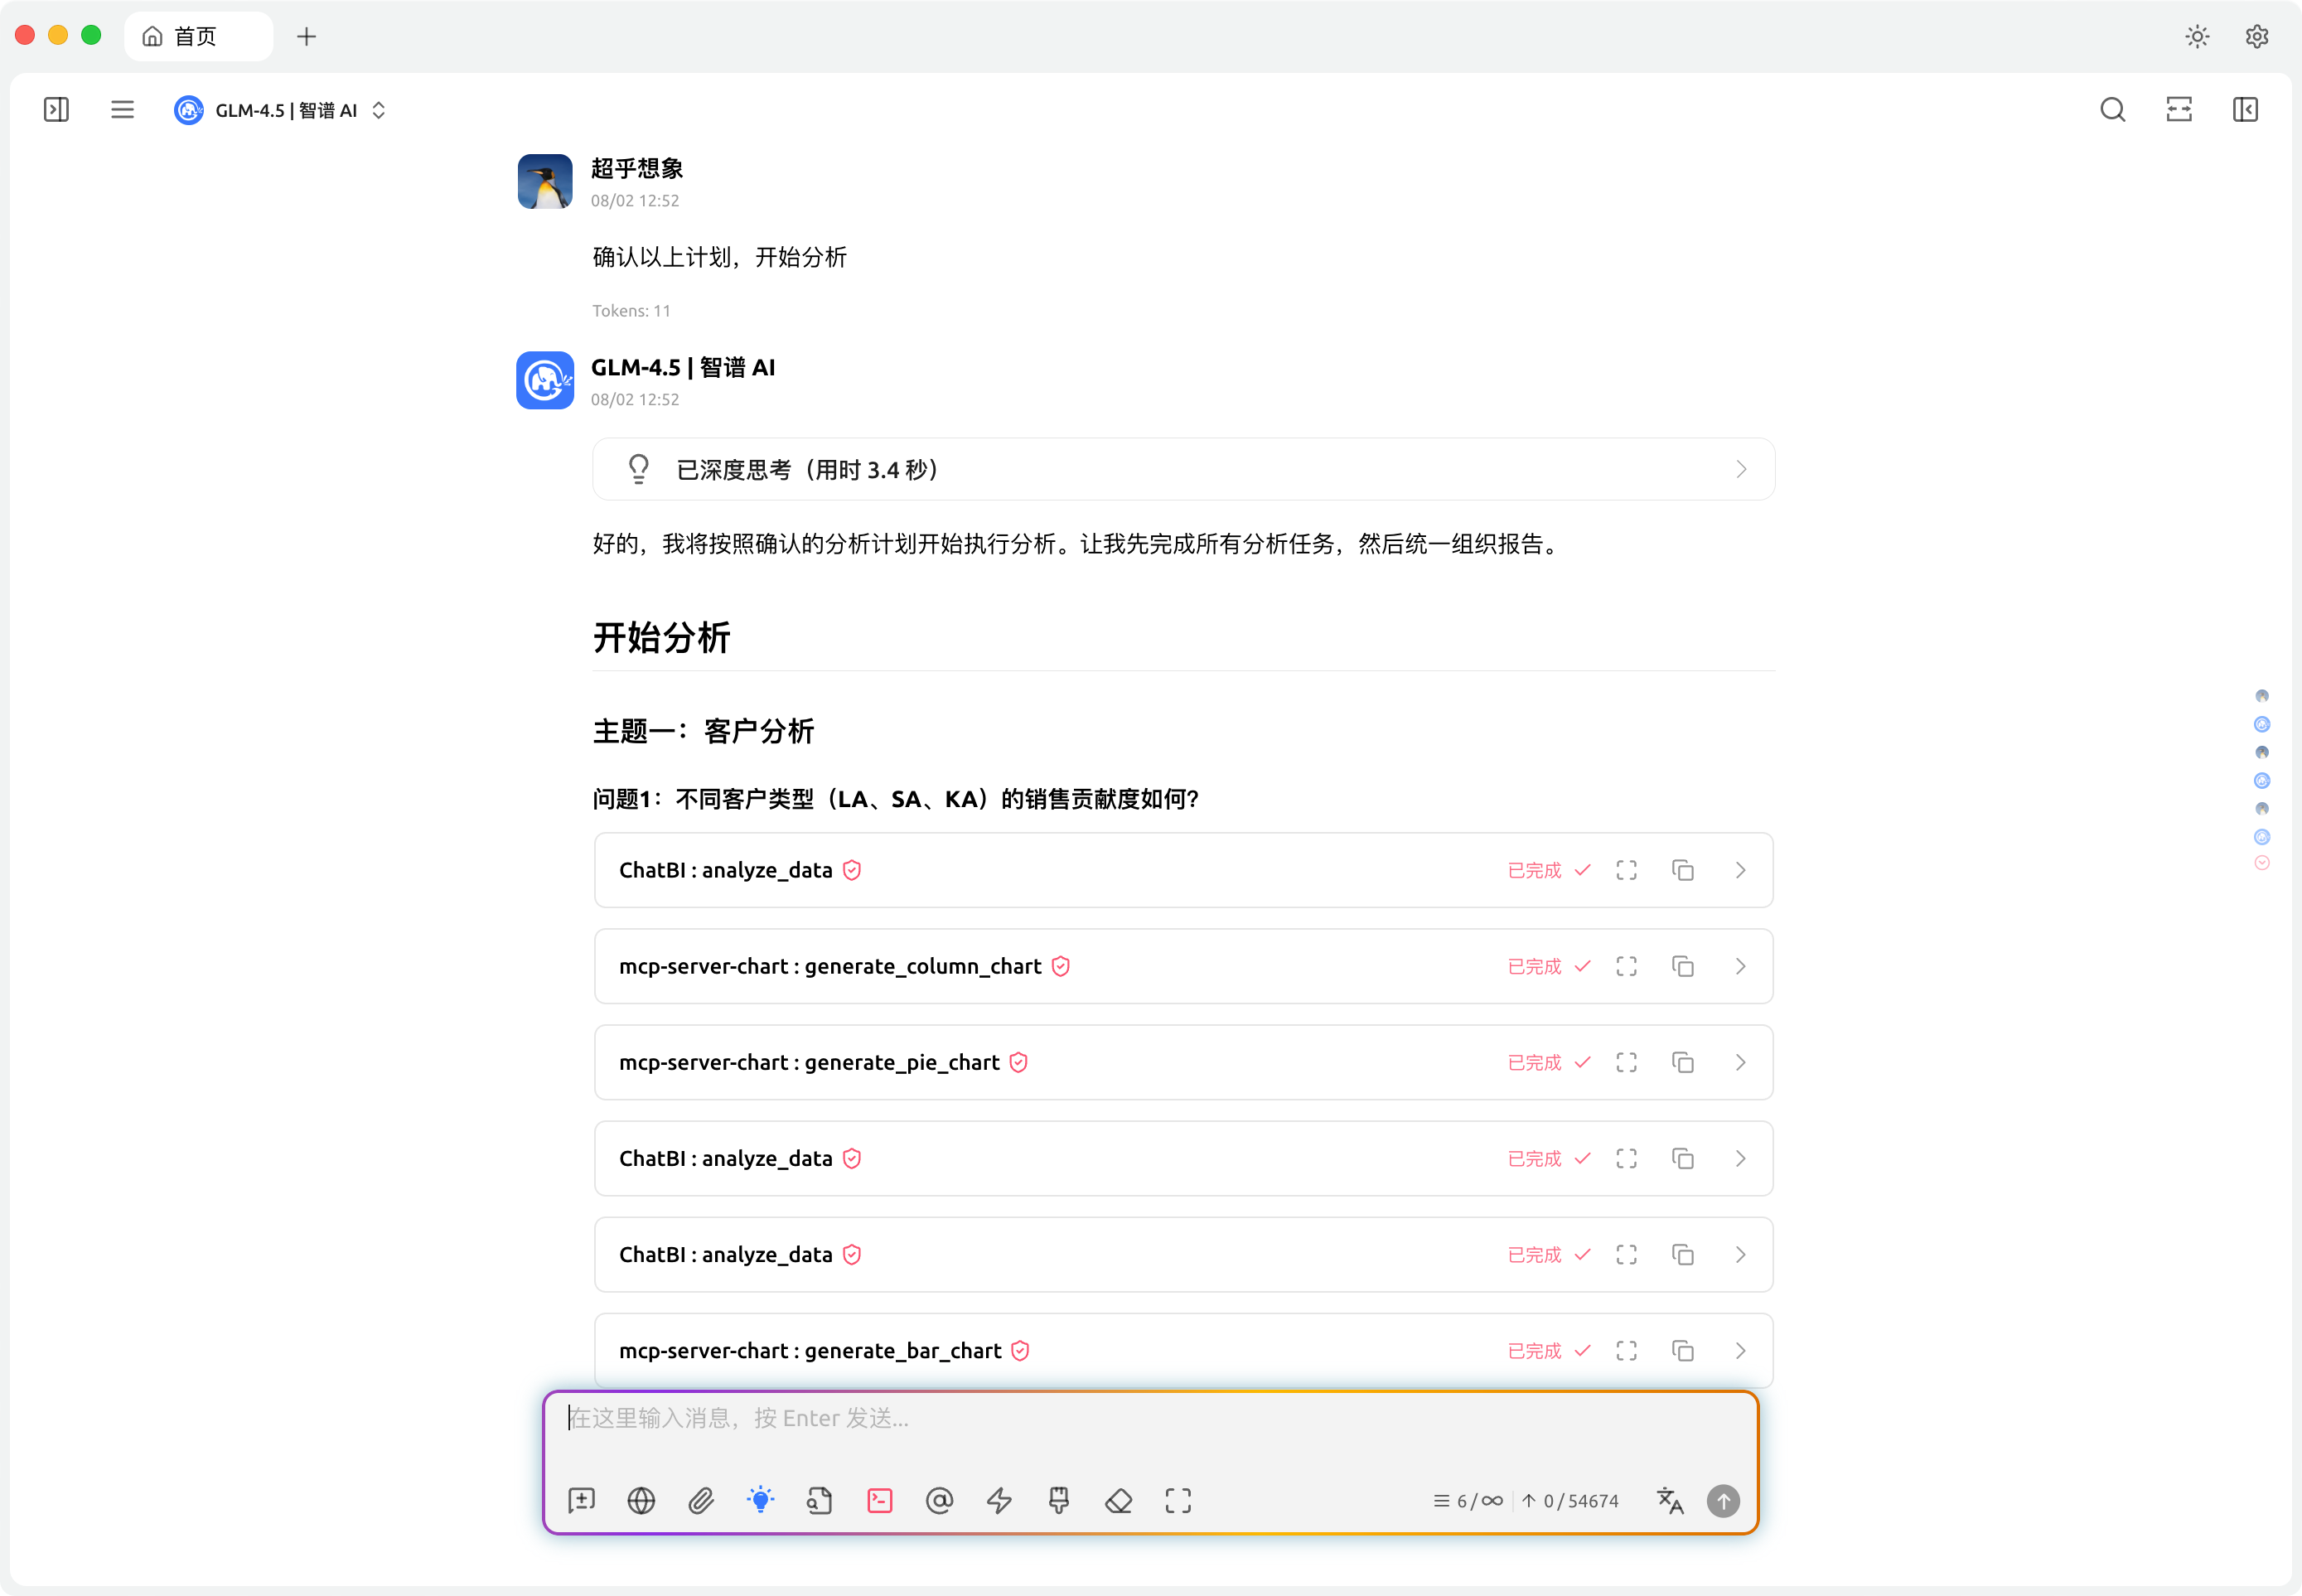 首页
GLM-4.5 | 智谱 AI
超乎想象
08/02 12:52
确认以上计划，开始分析
Tokens: 11
GLM-4.5 | 智谱 AI
08/02 12:52
已深度思考（用时 3.4 秒）
好的，我将按照确认的分析计划开始执行分析。让我先完成所有分析任务，然后统一组织报告。
开始分析
主题一：客户分析
问题1：不同客户类型（LA、SA、KA）的销售贡献度如何？
ChatBI : analyze_data 已完成
mcp-server-chart : generate_column_chart 已完成
mcp-server-chart : generate_pie_chart 已完成
ChatBI : analyze_data 已完成
ChatBI : analyze_data 已完成
mcp-server-chart : generate_bar_chart 已完成
在这里输入消息，按 Enter 发送...
6 / ∞ ↑ 0 / 54674